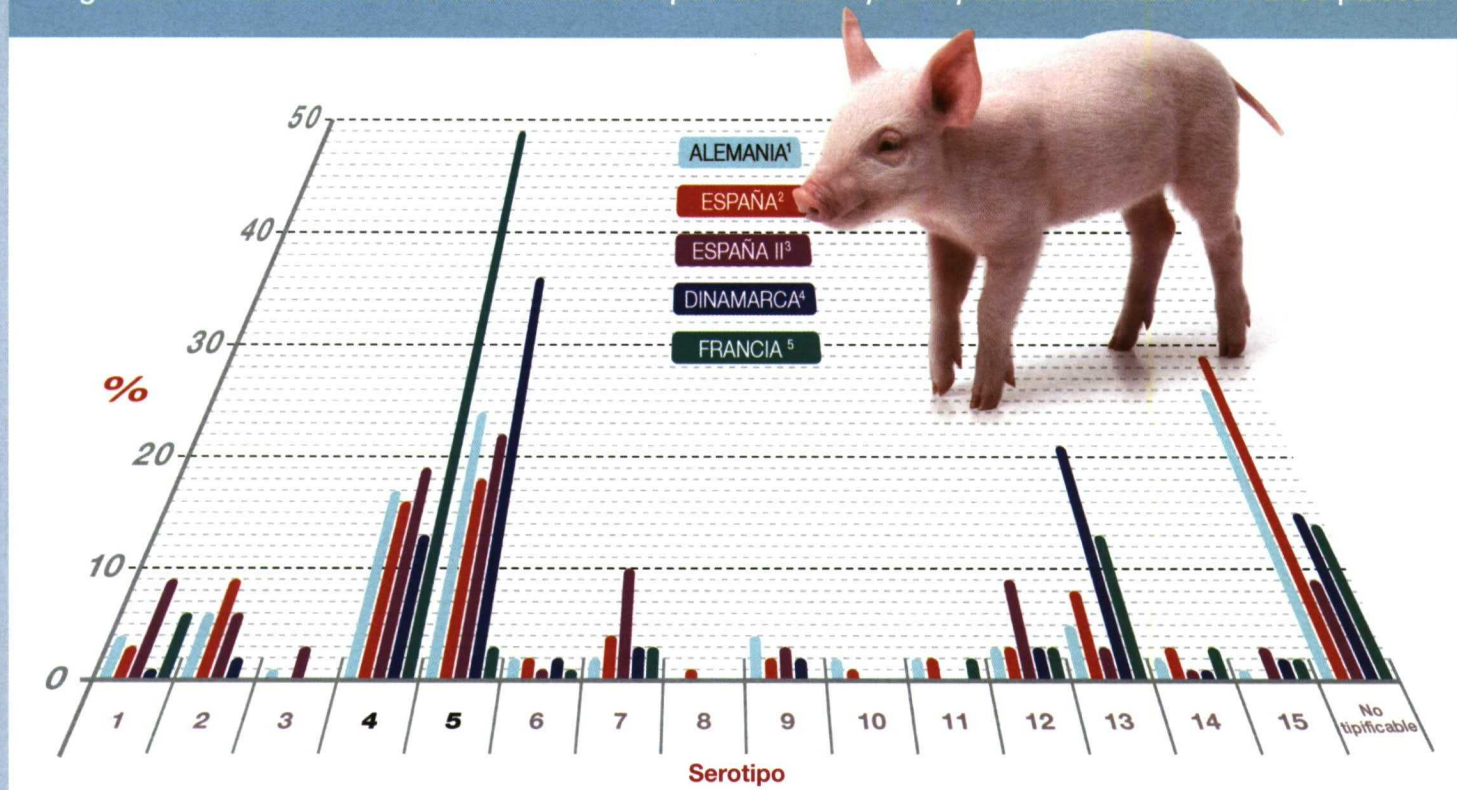 50
ALEMANIA¹
ESPAÑA²
40
ESPAÑA II³
DINAMARCA⁴
30
FRANCIA ⁵
%
20
10
0
1 2 3 4 5 6 7 8 9 10 11 12 13 14 15 No tipificable
Serotipo